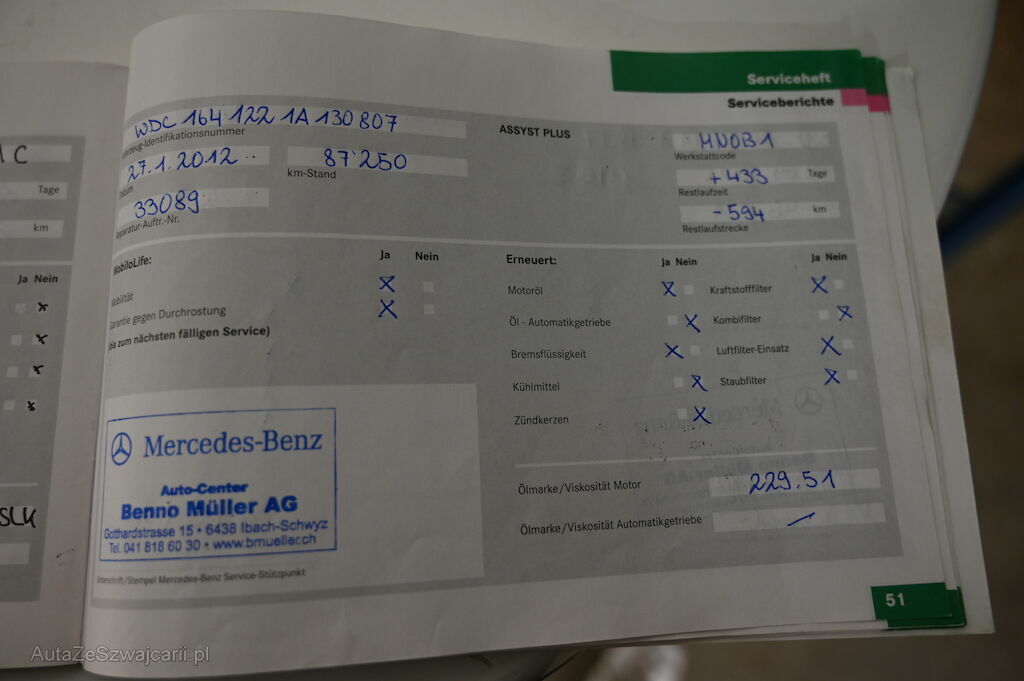 C
Tage
km
Ja Nein
SLK
Serviceheft
Serviceberichte
WDC 164 122 1A 130 807
Fahrzeug-Identifikationsnummer
27.1.2012
Datum
87'250
km-Stand
33089
Reparatur-Auftr.-Nr.
ASSYST PLUS
MNOB1
Werkstattcode
+433 Tage
Restlaufzeit
-594 km
Restlaufstrecke
MobiloLife: Ja Nein
Mobilität X
Garantie gegen Durchrostung X
(bis zum nächsten fälligen Service)
Erneuert: Ja Nein Ja Nein
Motoröl X Kraftstofffilter X
Öl - Automatikgetriebe X Kombifilter X
Bremsflüssigkeit X Luftfilter-Einsatz X
Kühlmittel X Staubfilter X
Zündkerzen X
Ölmarke/Viskosität Motor 229.51
Ölmarke/Viskosität Automatikgetriebe
Mercedes-Benz
Auto-Center
Benno Müller AG
Gotthardstrasse 15 • 6438 Ibach-Schwyz
Tel. 041 818 60 30 • www.bmueller.ch
Unterschrift/Stempel Mercedes-Benz Service-Stützpunkt
51
AutaZeSzwajcarii.pl